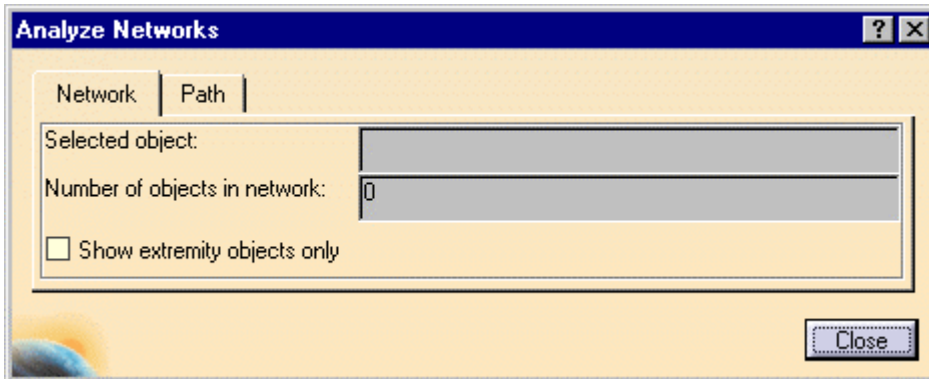 Analyze Networks
Network Path
Selected object:
Number of objects in network: 0
Show extremity objects only
Close